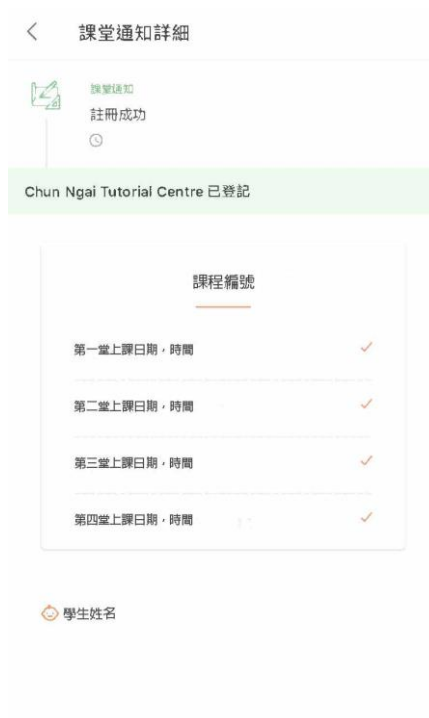 課堂通知詳細
課堂通知
註冊成功
Chun Ngai Tutorial Centre 已登記
課程編號
第一堂上課日期，時間
第二堂上課日期，時間
第三堂上課日期，時間
第四堂上課日期，時間
學生姓名